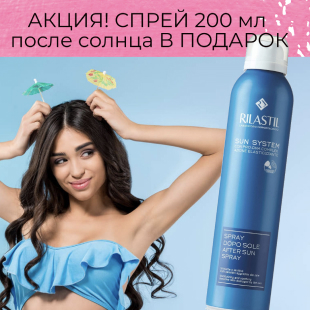 АКЦИЯ! СПРЕЙ 200 мл
после солнца В ПОДАРОК
RILASTIL
SUN SYSTEM
SPRAY
DOPO SOLE
AFTER SUN
SPRAY